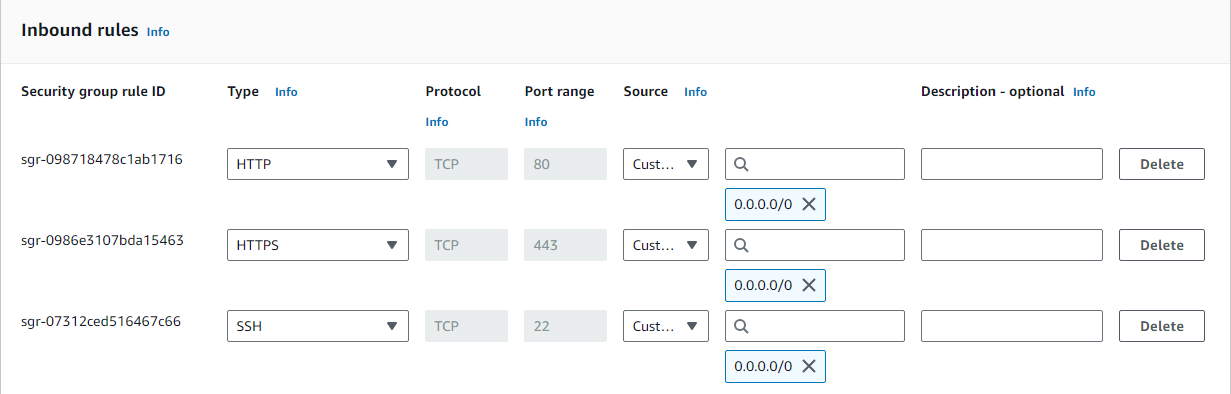 Inbound rules Info
Security group rule ID Type Info Protocol Info Port range Info Source Info Description - optional Info
sgr-098718478c1ab1716 HTTP TCP 80 Cust... Delete
0.0.0.0/0
sgr-0986e3107bda15463 HTTPS TCP 443 Cust... Delete
0.0.0.0/0
sgr-07312ced516467c66 SSH TCP 22 Cust... Delete
0.0.0.0/0